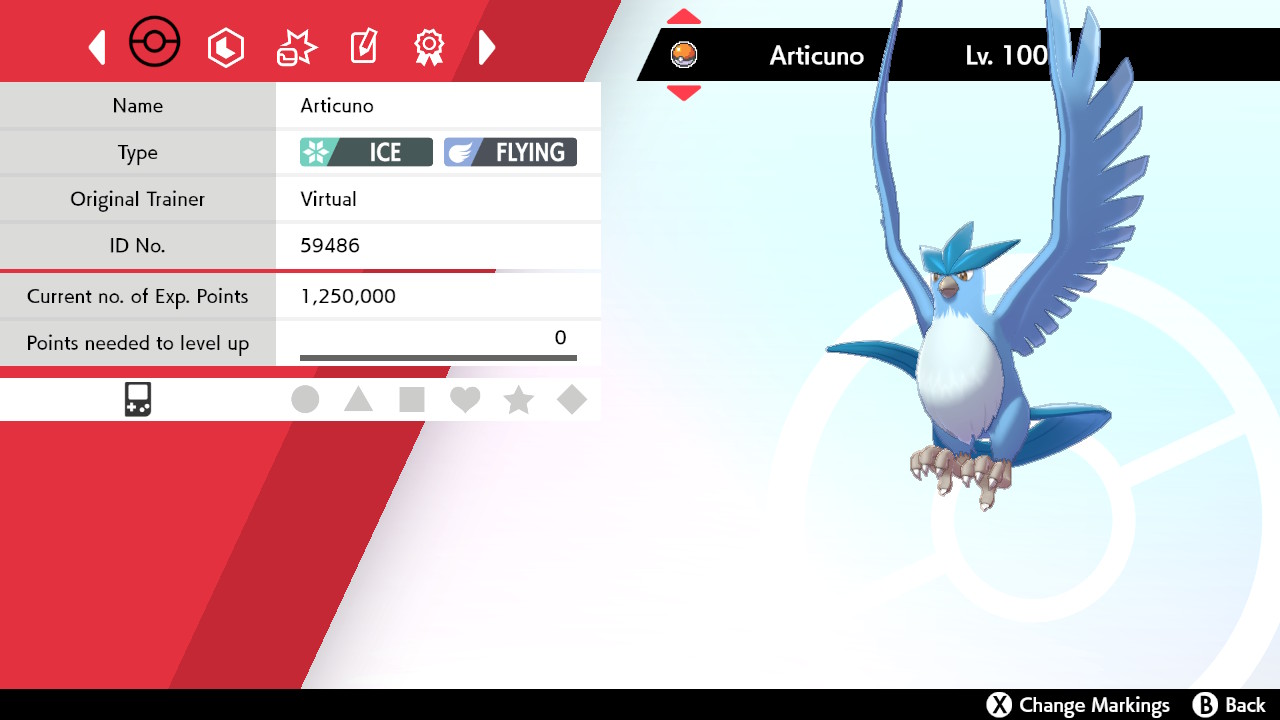 Articuno Lv. 100
Name Articuno
Type ICE FLYING
Original Trainer Virtual
ID No. 59486
Current no. of Exp. Points 1,250,000
Points needed to level up 0
X Change Markings B Back